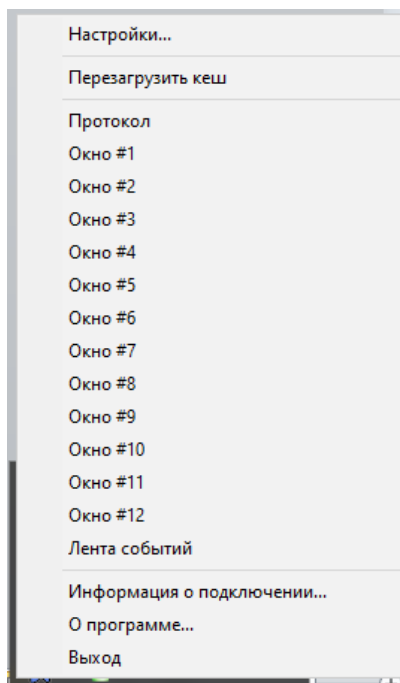 Настройки...
Перезагрузить кеш
Протокол
Окно #1
Окно #2
Окно #3
Окно #4
Окно #5
Окно #6
Окно #7
Окно #8
Окно #9
Окно #10
Окно #11
Окно #12
Лента событий
Информация о подключении...
О программе...
Выход